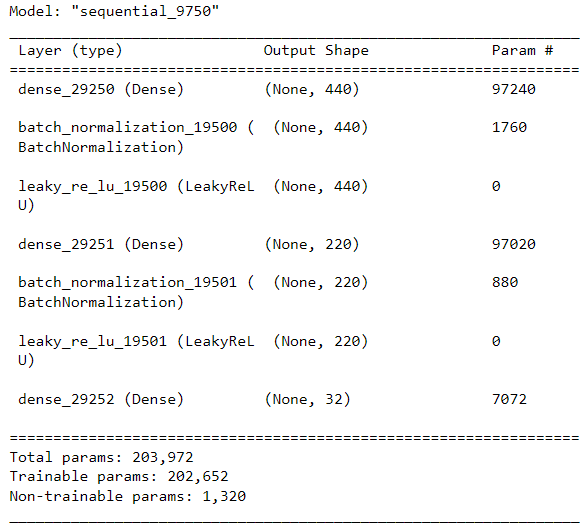 Model: "sequential_9750"
_________________________________________________________________
Layer (type)                Output Shape              Param #
=================================================================
dense_29250 (Dense)         (None, 440)               97240
batch_normalization_19500 (  (None, 440)              1760
BatchNormalization)
leaky_re_lu_19500 (LeakyReL  (None, 440)              0
U)
dense_29251 (Dense)         (None, 220)               97020
batch_normalization_19501 (  (None, 220)              880
BatchNormalization)
leaky_re_lu_19501 (LeakyReL  (None, 220)              0
U)
dense_29252 (Dense)         (None, 32)                7072
=================================================================
Total params: 203,972
Trainable params: 202,652
Non-trainable params: 1,320
_________________________________________________________________